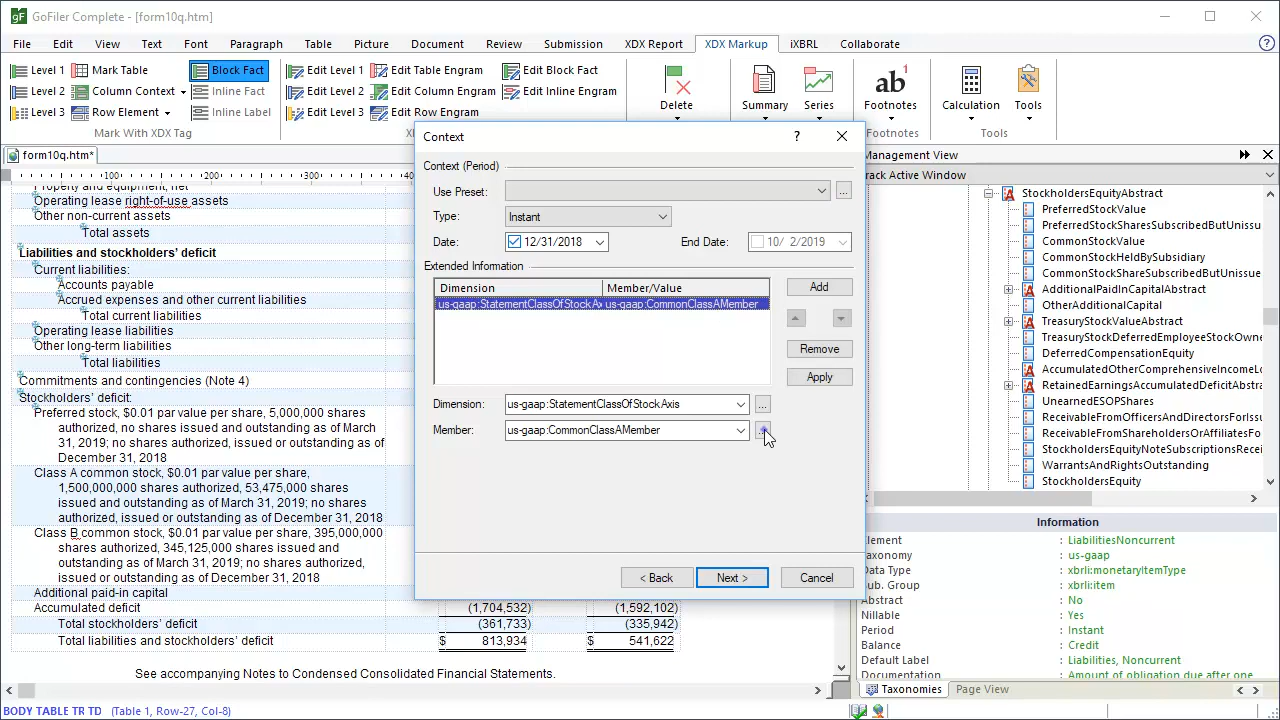 GoFiler Complete - [form10q.htm]
File Edit View Text Font Paragraph Table Picture Document Review Submission XDX Report XDX Markup iXBRL Collaborate
Level 1 Mark Table Block Fact Edit Level 1 Edit Table Engram Edit Block Fact
Level 2 Column Context Inline Fact Edit Level 2 Edit Column Engram Edit Inline Engram
Level 3 Row Element Inline Label Edit Level 3 Edit Row Engram
Delete Summary Series Footnotes Calculation Tools
Mark With XDX Tag Footnotes Tools
form10q.htm*
100 200 300
Property and equipment, net
Operating lease right-of-use assets
Other non-current assets
Total assets
Liabilities and stockholders' deficit
Current liabilities:
Accounts payable
Accrued expenses and other current liabilities
Total current liabilities
Operating lease liabilities
Other long-term liabilities
Total liabilities
Commitments and contingencies (Note 4)
Stockholders' deficit:
Preferred stock, $0.01 par value per share, 5,000,000 shares
authorized, no shares issued and outstanding as of March
31, 2019; no shares authorized, issued or outstanding as of
December 31, 2018
Class A common stock, $0.01 par value per share,
1,500,000,000 shares authorized, 53,475,000 shares
issued and outstanding as of March 31, 2019; no shares
authorized, issued or outstanding as of December 31, 2018
Class B common stock, $0.01 par value per share, 395,000,000
shares authorized, 345,125,000 shares issued and
outstanding as of March 31, 2019; no shares authorized,
issued or outstanding as of December 31, 2018
Additional paid-in capital
Accumulated deficit (1,704,532) (1,592,102)
Total stockholders' deficit (361,733) (335,942)
Total liabilities and stockholders' deficit $ 813,934 $ 541,622
See accompanying Notes to Condensed Consolidated Financial Statements.
Context
Context (Period)
Use Preset:
Type: Instant
Date: 12/31/2018 End Date: 10/ 2/2019
Extended Information
Dimension Member/Value
us-gaap:StatementClassOfStockAx us-gaap:CommonClassAMember
Add
Remove
Apply
Dimension: us-gaap:StatementClassOfStockAxis ...
Member: us-gaap:CommonClassAMember
< Back Next > Cancel
Management View
rack Active Window
StockholdersEquityAbstract
PreferredStockValue
PreferredStockSharesSubscribedButUnissu
CommonStockValue
CommonStockHeldBySubsidiary
CommonStockShareSubscribedButUnissuec
AdditionalPaidInCapitalAbstract
OtherAdditionalCapital
TreasuryStockValueAbstract
TreasuryStockDeferredEmployeeStockOwne
DeferredCompensationEquity
AccumulatedOtherComprehensiveIncomeL
RetainedEarningsAccumulatedDeficitAbstra
UnearnedESOPShares
ReceivableFromOfficersAndDirectorsForIssu
ReceivableFromShareholdersOrAffiliatesFo
StockholdersEquityNoteSubscriptionsRecei
WarrantsAndRightsOutstanding
StockholdersEquity
Information
Element : LiabilitiesNoncurrent
Taxonomy : us-gaap
Data Type : xbrli:monetaryItemType
Sub. Group : xbrli:item
Abstract : No
Nillable : Yes
Period : Instant
Balance : Credit
Default Label : Liabilities, Noncurrent
Documentation : Amount of obligation due after one
Taxonomies Page View
BODY TABLE TR TD (Table 1, Row-27, Col-8)